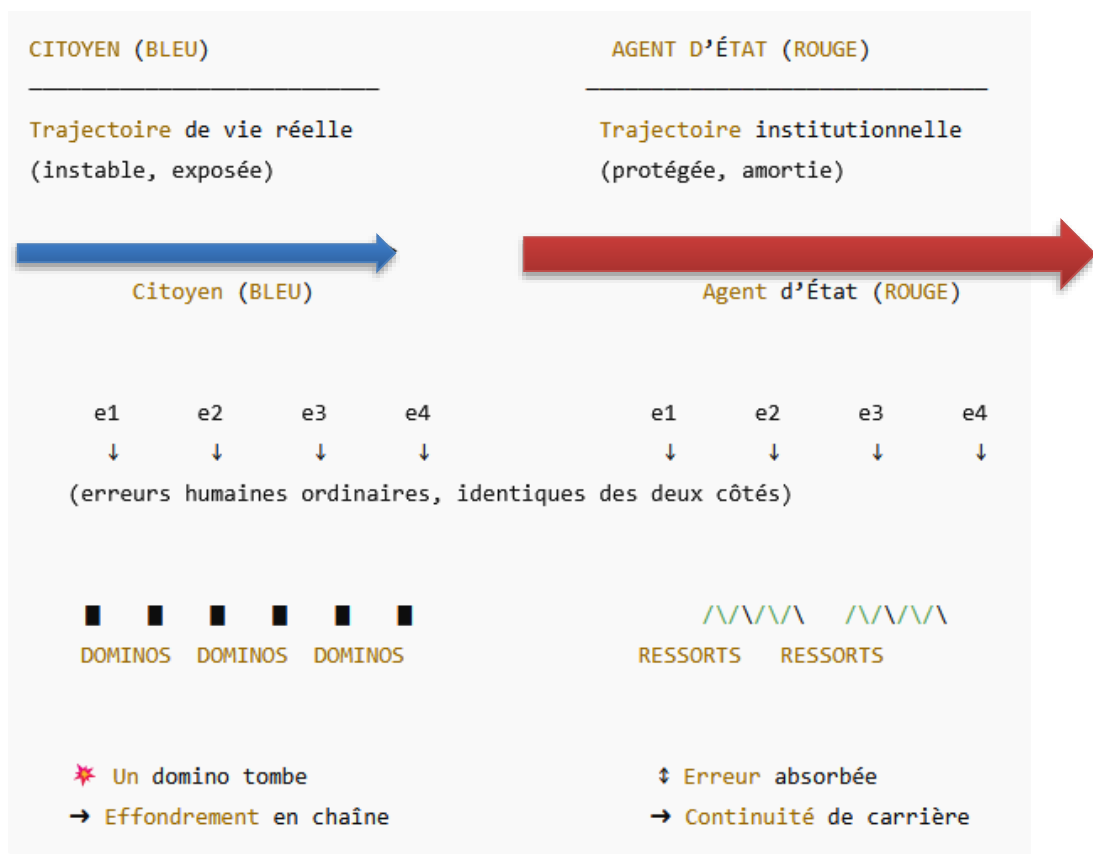 CITOYEN (BLEU)    AGENT D’ÉTAT (ROUGE)
Trajectoire de vie réelle    Trajectoire institutionnelle
(instable, exposée)    (protégée, amortie)
Citoyen (BLEU)    Agent d’État (ROUGE)
e1    e2    e3    e4    e1    e2    e3    e4
↓    ↓    ↓    ↓    ↓    ↓    ↓    ↓
(erreurs humaines ordinaires, identiques des deux côtés)
█    █    █    █    █    █    /\/\/\/\    /\/\/\/\
DOMINOS    DOMINOS    DOMINOS    RESSORTS    RESSORTS
💥 Un domino tombe    ↕ Erreur absorbée
→ Effondrement en chaîne    → Continuité de carrière